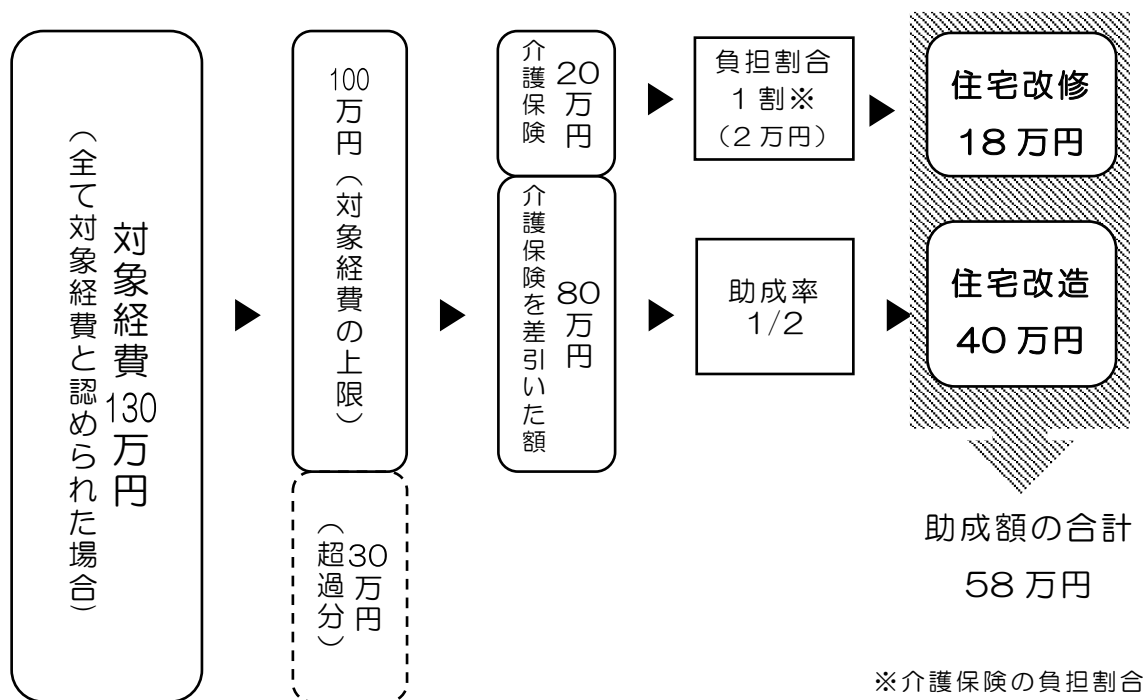 対象経費130万円
（全て対象経費と認められた場合）
100万円（対象経費の上限）
30万円
（超過分）
20万円
介護保険
80万円
介護保険を差引いた額
負担割合
1割※
（2万円）
助成率
1/2
住宅改修
18万円
住宅改造
40万円
助成額の合計
58万円
※介護保険の負担割合